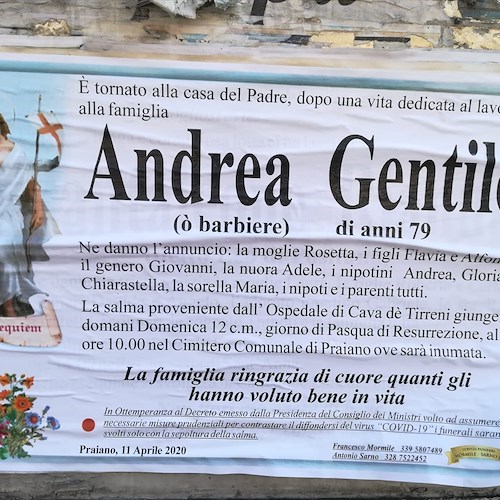 È tornato alla casa del Padre, dopo una vita dedicata al lavo
alla famiglia
Andrea Gentile
(ò barbiere) di anni 79
Ne danno l'annuncio: la moglie Rosetta, i figli Flavia e Alfon
il genero Giovanni, la nuora Adele, i nipotini Andrea, Gloria
Chiarastella, la sorella Maria, i nipoti e i parenti tutti.
La salma proveniente dall' Ospedale di Cava dè Tirreni giunge
domani Domenica 12 c.m., giorno di Pasqua di Resurrezione, al
ore 10.00 nel Cimitero Comunale di Praiano ove sarà inumata.
equiem
La famiglia ringrazia di cuore quanti gli
hanno voluto bene in vita
In Ottemperanza al Decreto emesso dalla Presidenza del Consiglio dei Ministri volto ad assumere
necessarie misure prudenziali per contrastare il diffondersi del virus "COVID-19" i funerali saran
svolti solo con la sepoltura della salma.
Praiano, 11 Aprile 2020
Francesco Mormile 339 5807489
Antonio Sarno 328 7522452
MORMILE - SARNO